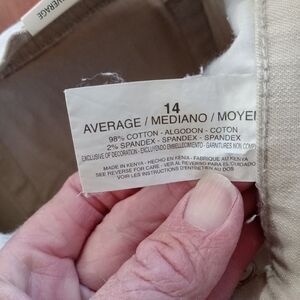 AVERAGE
14
AVERAGE / MEDIANO / MOYEN
98% COTTON - ALGODON - COTON
2% SPANDEX - SPANDEX - SPANDEX
EXCLUSIVE OF DECORATION - EXCLUYENDO DECORACION - GARNITURES NON COMP
MADE IN KENYA - HECHO EN KENIA - FABRIQUE AU KENYA
SEE REVERSE FOR CARE - VER AL REVERSO PARA EL CUIDADO
VOIR LES INSTRUCTIONS D'ENTRETIEN AU DOS